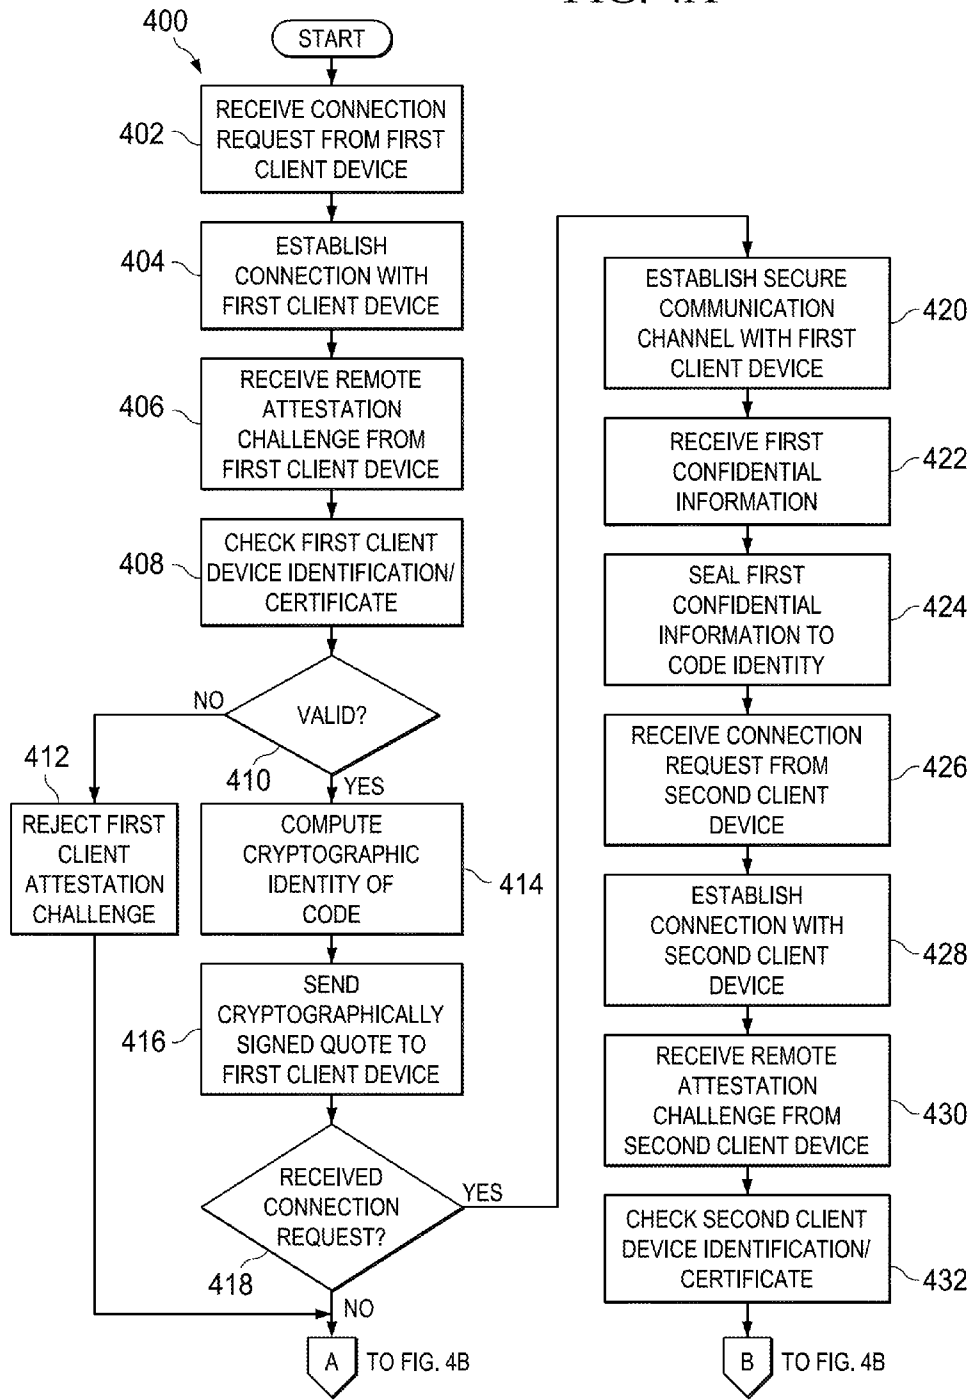 400
START
402
RECEIVE CONNECTION
REQUEST FROM FIRST
CLIENT DEVICE
404
ESTABLISH
CONNECTION WITH
FIRST CLIENT DEVICE
406
RECEIVE REMOTE
ATTESTATION
CHALLENGE FROM
FIRST CLIENT DEVICE
408
CHECK FIRST CLIENT
DEVICE IDENTIFICATION/
CERTIFICATE
NO
VALID?
410
YES
412
REJECT FIRST
CLIENT
ATTESTATION
CHALLENGE
COMPUTE
CRYPTOGRAPHIC
IDENTITY OF
CODE
414
416
SEND
CRYPTOGRAPHICALLY
SIGNED QUOTE TO
FIRST CLIENT DEVICE
RECEIVED
CONNECTION
REQUEST?
YES
418
NO
A
TO FIG. 4B
ESTABLISH SECURE
COMMUNICATION
CHANNEL WITH FIRST
CLIENT DEVICE
420
RECEIVE FIRST
CONFIDENTIAL
INFORMATION
422
SEAL FIRST
CONFIDENTIAL
INFORMATION TO
CODE IDENTITY
424
RECEIVE CONNECTION
REQUEST FROM
SECOND CLIENT
DEVICE
426
ESTABLISH
CONNECTION WITH
SECOND CLIENT
DEVICE
428
RECEIVE REMOTE
ATTESTATION
CHALLENGE FROM
SECOND CLIENT DEVICE
430
CHECK SECOND CLIENT
DEVICE IDENTIFICATION/
CERTIFICATE
432
B
TO FIG. 4B